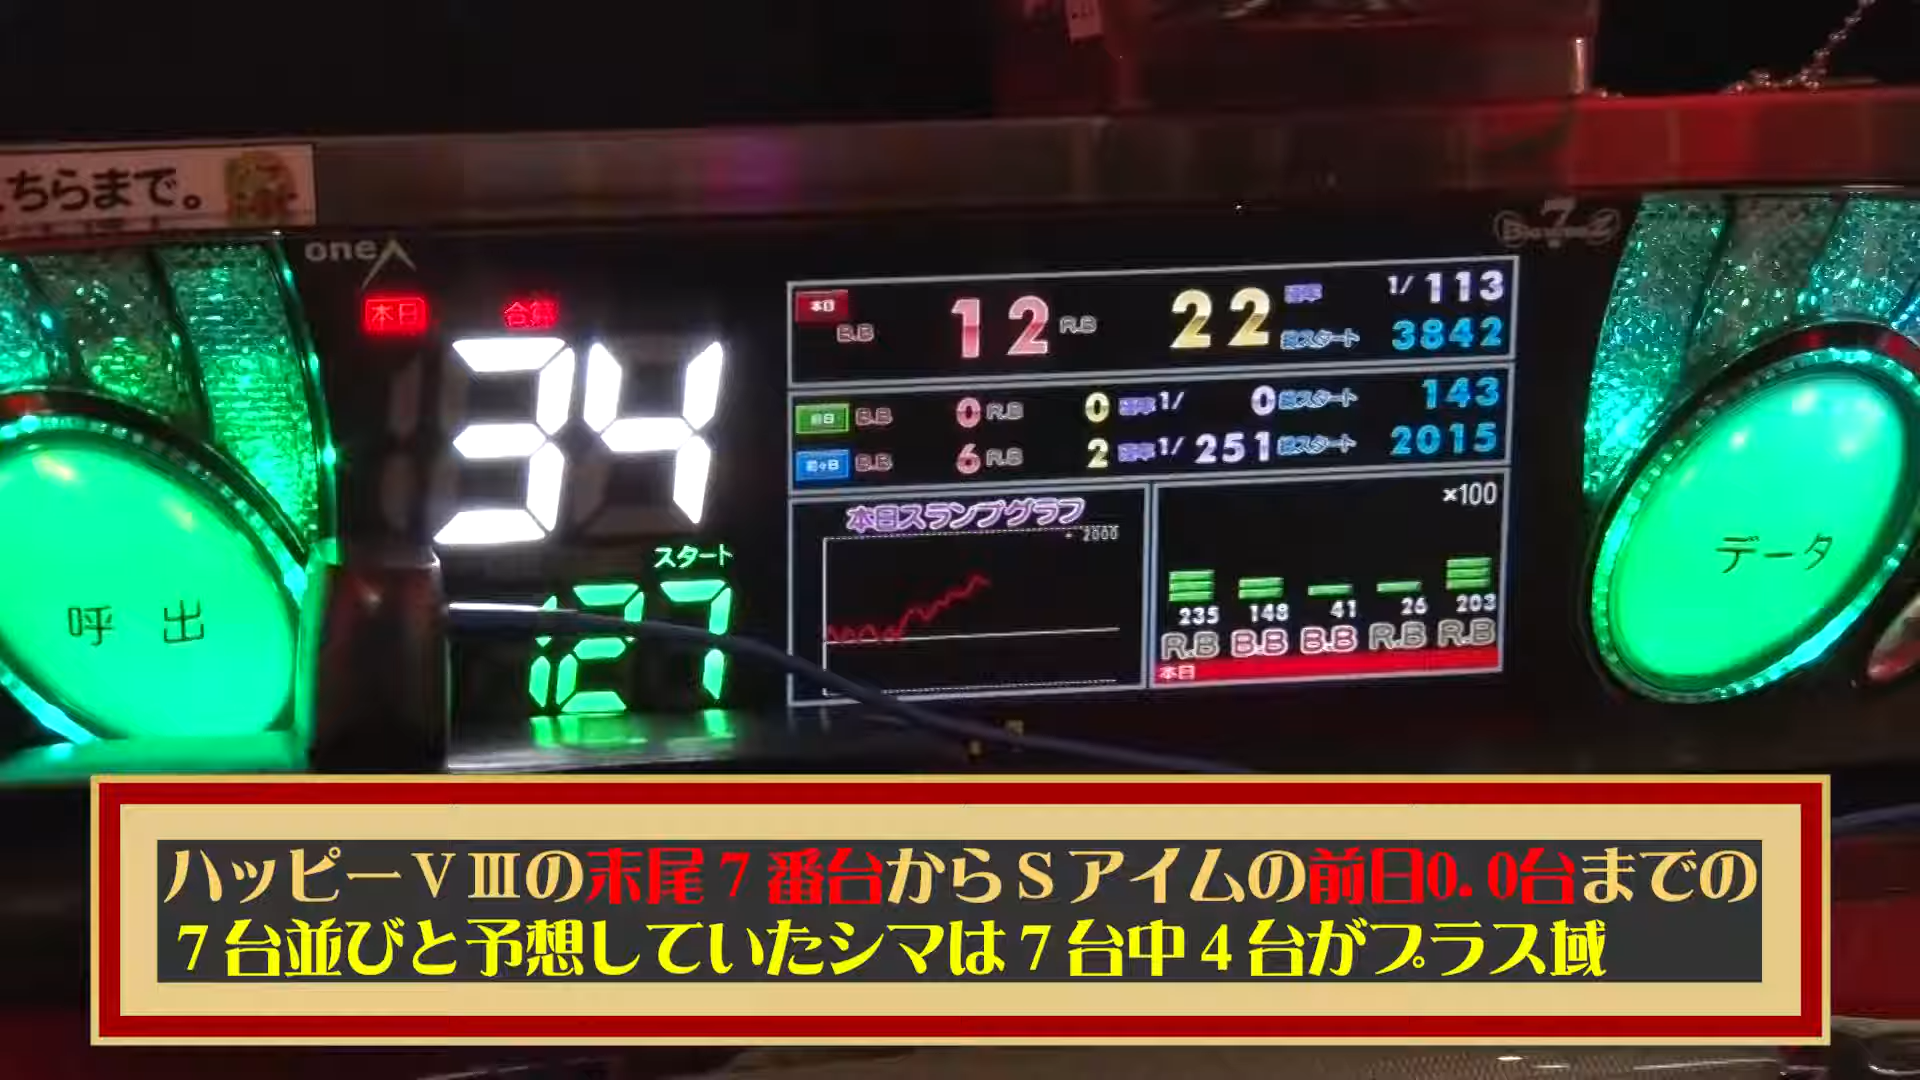 こちらまで。
oneA
本日 合算
34
スタート
127
呼 出
本日 B.B 12 R.B 22 確率 1/113
総スタート 3842
前日 B.B 0 R.B 0 確率 1/ 0 総スタート 143
前々日 B.B 6 R.B 2 確率 1/251 総スタート 2015
本日スランプグラフ
+ 2000
×100
235 148 41 26 203
R.B B.B B.B R.B R.B
本日
データ
ハッピーVⅢの末尾7番台からSアイムの前日0.0台までの
7台並びと予想していたシマは7台中4台がプラス域